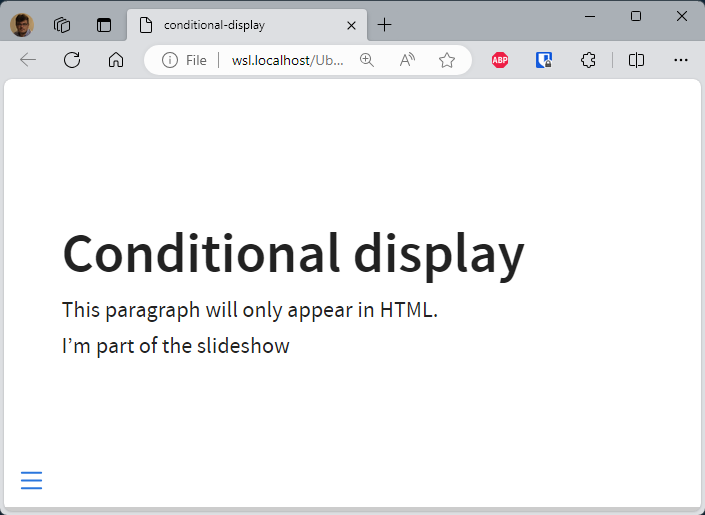 conditional-display
File
wsl.localhost/Ub...
A
ABP
Conditional display
This paragraph will only appear in HTML.
I’m part of the slideshow